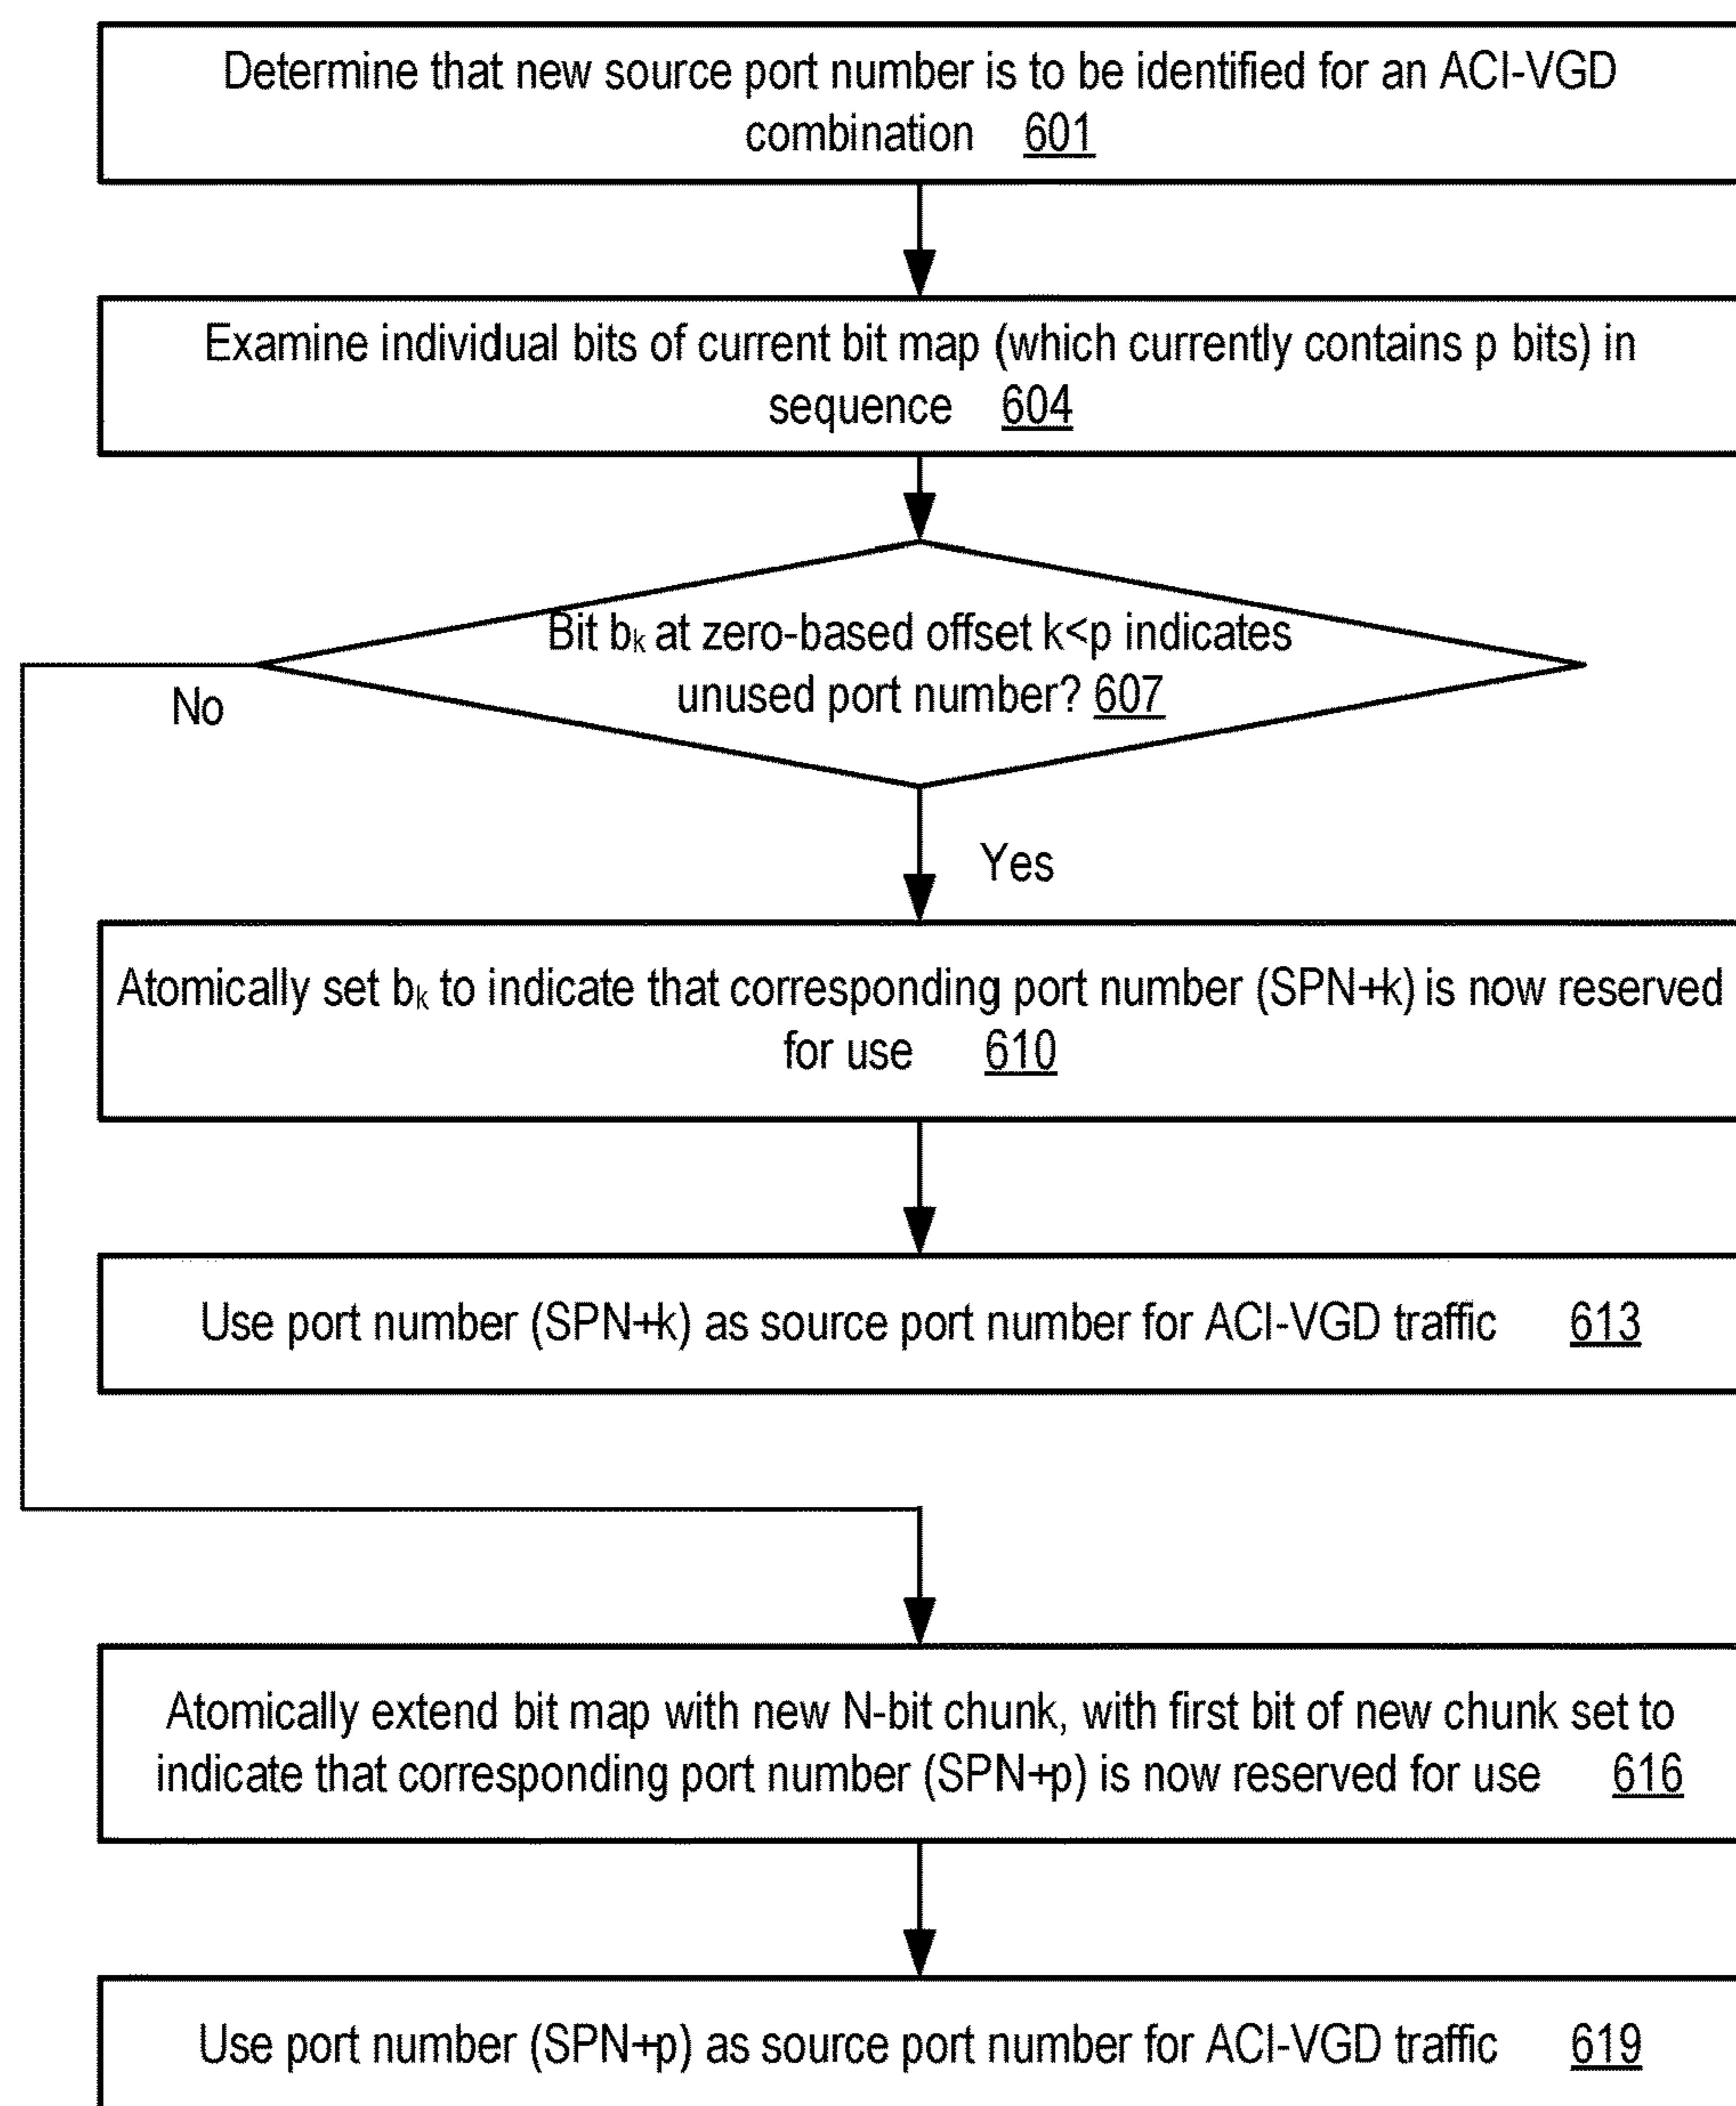 Determine that new source port number is to be identified for an ACI-VGD
combination 601
Examine individual bits of current bit map (which currently contains p bits) in
sequence 604
Bit bk at zero-based offset k<p indicates
unused port number? 607
No
Yes
Atomically set bk to indicate that corresponding port number (SPN+k) is now reserved
for use 610
Use port number (SPN+k) as source port number for ACI-VGD traffic 613
Atomically extend bit map with new N-bit chunk, with first bit of new chunk set to
indicate that corresponding port number (SPN+p) is now reserved for use 616
Use port number (SPN+p) as source port number for ACI-VGD traffic 619